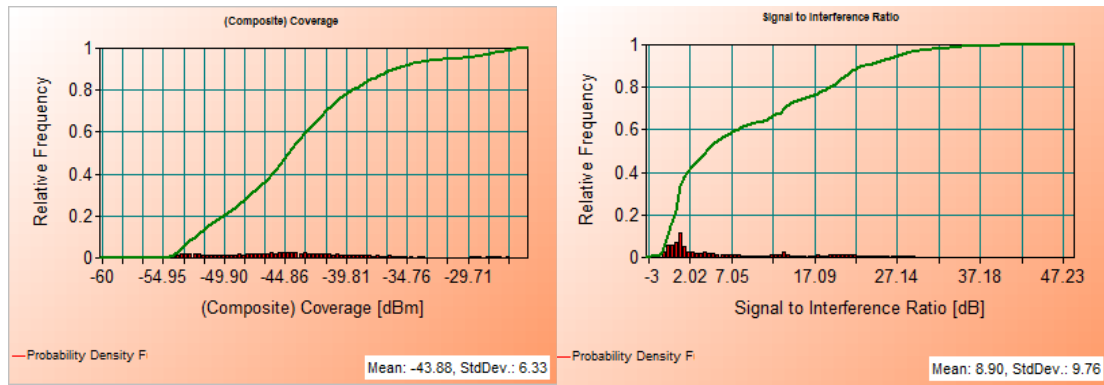 (Composite) Coverage
Relative Frequency
1
0.8
0.6
0.4
0.2
0
-60 -54.95 -49.90 -44.86 -39.81 -34.76 -29.71
(Composite) Coverage [dBm]
Probability Density F
Mean: -43.88, StdDev.: 6.33
Signal to Interference Ratio
Relative Frequency
1
0.8
0.6
0.4
0.2
0
-3 2.02 7.05 17.09 27.14 37.18 47.23
Signal to Interference Ratio [dB]
Probability Density F
Mean: 8.90, StdDev.: 9.76